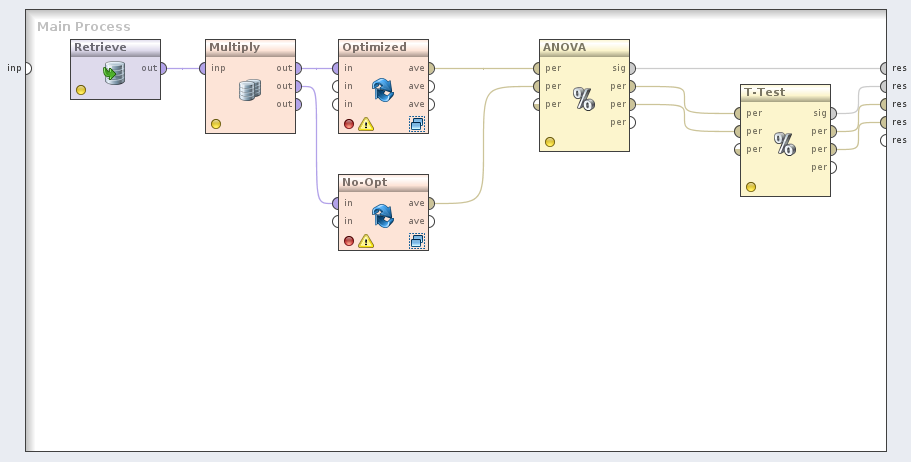 Main Process
Retrieve Multiply Optimized ANOVA
inp out inp out in ave per sig res
out in ave per per res
T-Test
out in ave per per per sig res
per per per res
per per res
per
No-Opt
in ave
in ave